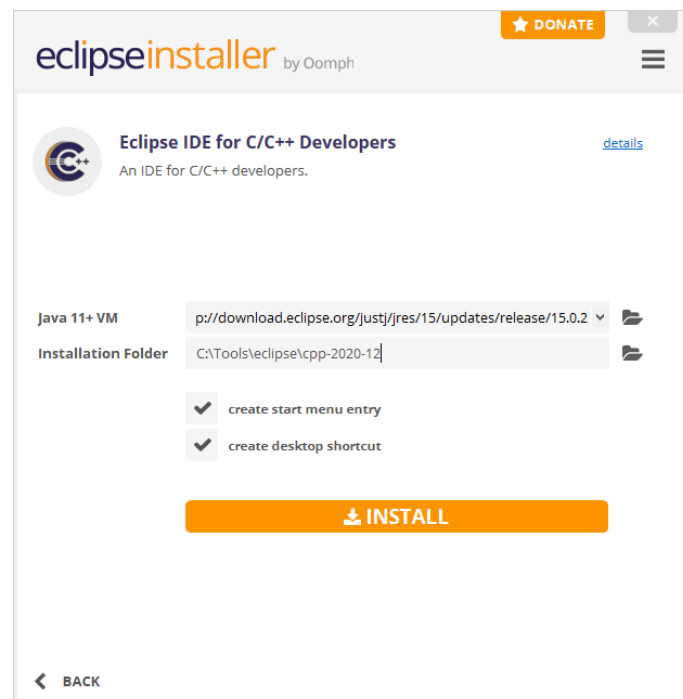 DONATE
eclipseinstaller by Oomph
C++
Eclipse IDE for C/C++ Developers
details
An IDE for C/C++ developers.
Java 11+ VM
p://download.eclipse.org/justj/jres/15/updates/release/15.0.2
Installation Folder
C:\Tools\eclipse\cpp-2020-12
create start menu entry
create desktop shortcut
INSTALL
BACK